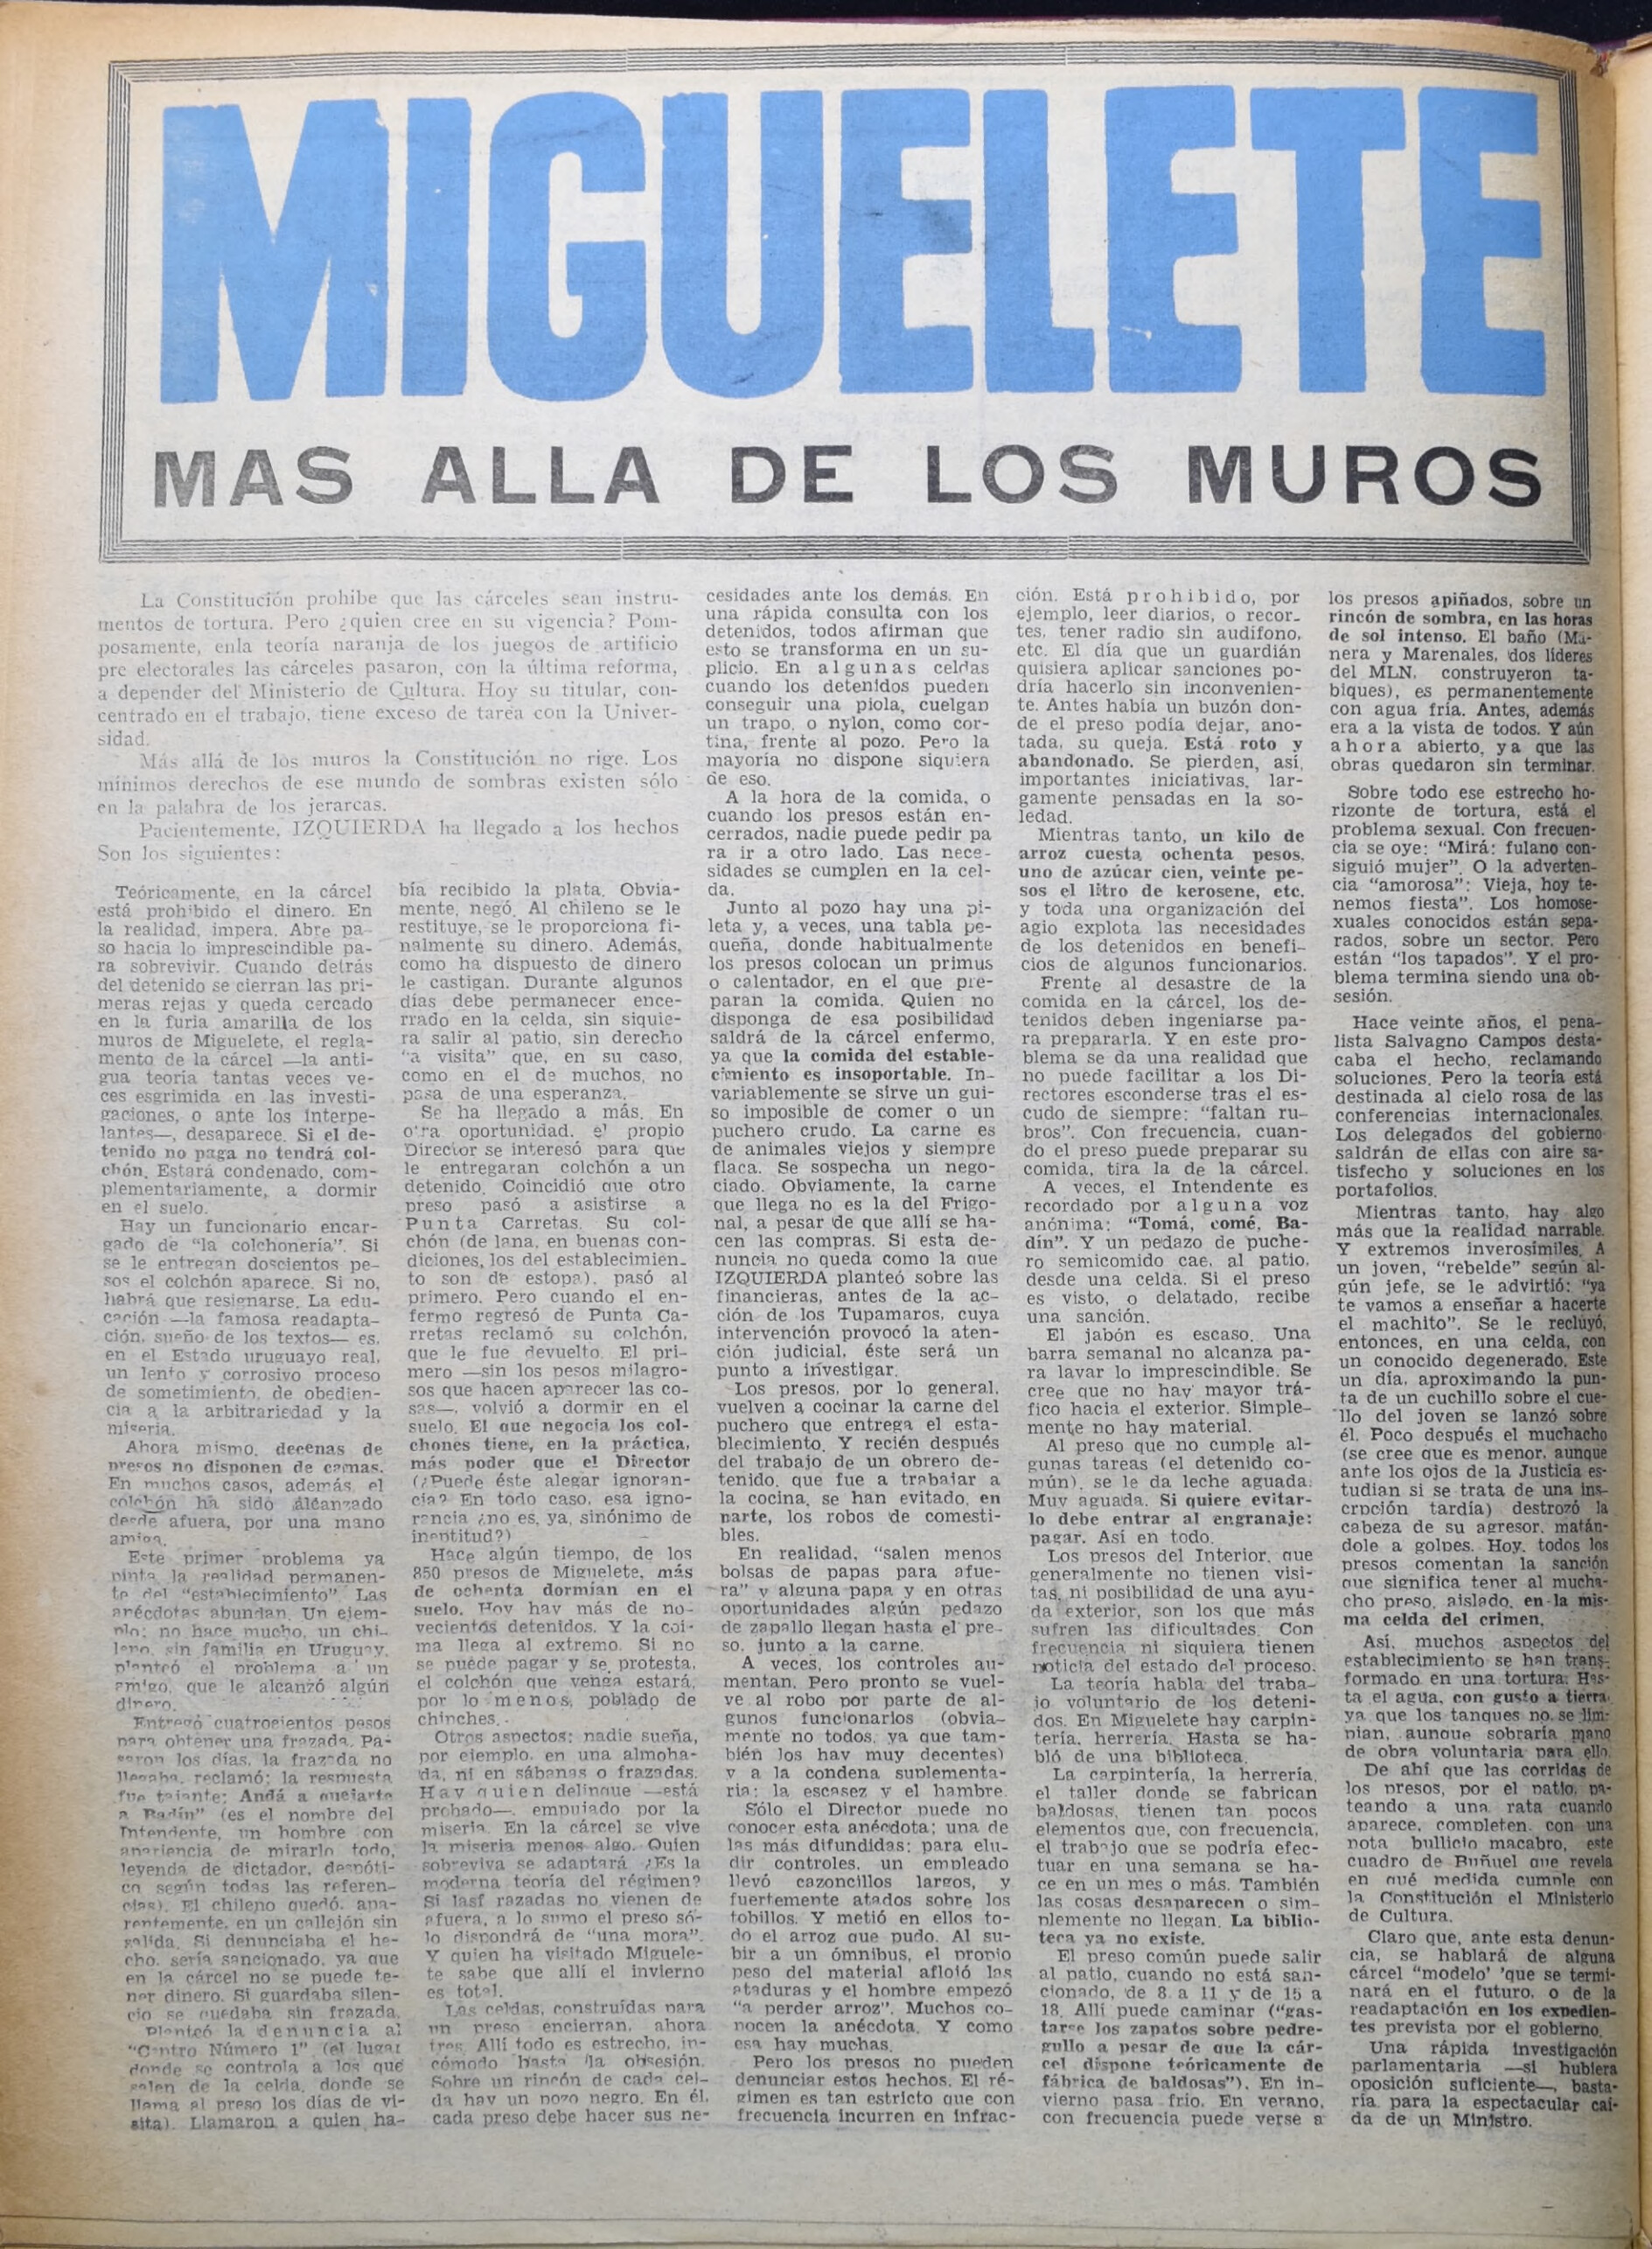 MIGUELETE
MAS ALLA DE LOS MUROS
La Constitución prohibe que las cárceles sean instru-
mentos de tortura. Pero ¿quien cree en su vigencia? Pom-
posamente, enla teoría naranja de los juegos de artificio
pre electorales las cárceles pasaron, con la última reforma,
a depender del Ministerio de Cultura. Hoy su titular, con-
centrado en el trabajo, tiene exceso de tarea con la Univer-
sidad.
Más allá de los muros la Constitución no rige. Los
mínimos derechos de ese mundo de sombras existen sólo
en la palabra de los jerarcas.
Pacientemente, IZQUIERDA ha llegado a los hechos
Son los siguientes:
Teóricamente, en la cárcel
está prohibido el dinero. En
la realidad, impera. Abre pa-
so hacia lo imprescindible pa-
ra sobrevivir. Cuando detrás
del detenido se cierran las pri-
meras rejas y queda cercado
en la furia amarilla de los
muros de Miguelete, el regla-
mento de la cárcel —la anti-
gua teoría tantas veces ve-
ces esgrimida en las investi-
gaciones, o ante los interpe-
lantes—, desaparece. Si el de-
tenido no paga no tendrá col-
chón. Estará condenado, com-
plementariamente, a dormir
en el suelo.
Hay un funcionario encar-
gado de "la colchonería". Si
se le entregan doscientos pe-
sos el colchón aparece. Si no,
habrá que resignarse. La edu-
cación —la famosa readapta-
ción, sueño de los textos— es,
en el Estado uruguayo real,
un lento y corrosivo proceso
de sometimiento, de obedien-
cia a la arbitrariedad y la
miseria.
Ahora mismo, decenas de
presos no disponen de camas.
En muchos casos, además, el
colchón ha sido alcanzado
desde afuera, por una mano
amiga.
Este primer problema ya
pinta la realidad permanen-
te del "establecimiento". Las
anécdotas abundan. Un ejem-
plo: no hace mucho, un chi-
leno, sin familia en Uruguay,
planteó el problema a un
amigo, que le alcanzó algún
dinero.
Entregó cuatrocientos pesos
para obtener una frazada. Pa-
saron los días, la frazada no
llegaba, reclamó; la respuesta
fue tajante: Andá a quejarte
a Badín" (es el nombre del
Intendente, un hombre con
apariencia de mirarlo todo,
leyenda de dictador, despóti-
co según todas las referen-
cias). El chileno quedó, apa-
rentemente, en un callejón sin
salida. Si denunciaba el he-
cho, sería sancionado, ya que
en la cárcel no se puede te-
ner dinero. Si guardaba silen-
cio se quedaba sin frazada.
Planteó la denuncia al
"Centro Número 1" (el lugar
donde se controla a los que
salen de la celda, donde se
llama al preso los días de vi-
sita). Llamaron a quien ha-
bía recibido la plata. Obvia-
mente, negó. Al chileno se le
restituye, se le proporciona fi-
nalmente su dinero. Además,
como ha dispuesto de dinero
le castigan. Durante algunos
días debe permanecer ence-
rrado en la celda, sin siquie-
ra salir al patio, sin derecho
"a visita" que, en su caso,
como en el de muchos, no
pasa de una esperanza.
Se ha llegado a más. En
otra oportunidad, el propio
Director se interesó para que
le entregaran colchón a un
detenido. Coincidió que otro
preso pasó a asistirse a
Punta Carretas. Su col-
chón (de lana, en buenas con-
diciones, los del establecimien_
to son de estopa), pasó al
primero. Pero cuando el en-
fermo regresó de Punta Ca-
rretas reclamó su colchón,
que le fue devuelto. El pri-
mero —sin los pesos milagro-
sos que hacen aparecer las co-
sas—, volvió a dormir en el
suelo. El que negocia los col-
chones tiene, en la práctica,
más poder que el Director
(¿Puede éste alegar ignoran-
cia? En todo caso, esa igno-
rancia ¿no es, ya, sinónimo de
ineptitud?)
Hace algún tiempo, de los
850 presos de Miguelete, más
de ochenta dormían en el
suelo. Hoy hay más de no-
vecientos detenidos. Y la coi-
ma llega al extremo. Si no
se puede pagar y se protesta,
el colchón que venga estará,
por lo menos, poblado de
chinches.
Otros aspectos: nadie sueña,
por ejemplo, en una almoha-
da, ni en sábanas o frazadas.
Hay quien delinque —está
probado—, empujado por la
miseria. En la cárcel se vive
la miseria menos algo. Quien
sobreviva se adaptará ¿Es la
moderna teoría del régimen?
Si lasf razadas no vienen de
afuera, a lo sumo el preso só-
lo dispondrá de "una mora".
Y quien ha visitado Miguele-
te sabe que allí el invierno
es total.
Las celdas, construidas para
un preso encierran, ahora
tres. Allí todo es estrecho, in-
cómodo hasta la obsesión.
Sobre un rincón de cada cel-
da hay un pozo negro. En él,
cada preso debe hacer sus ne-
cesidades ante los demás. En
una rápida consulta con los
detenidos, todos afirman que
esto se transforma en un su-
plicio. En algunas celdas
cuando los detenidos pueden
conseguir una piola, cuelgan
un trapo, o nylon, como cor-
tina, frente al pozo. Pero la
mayoría no dispone siquiera
de eso.
A la hora de la comida, o
cuando los presos están en-
cerrados, nadie puede pedir pa
ra ir a otro lado. Las nece-
sidades se cumplen en la cel-
da.
Junto al pozo hay una pi-
leta y, a veces, una tabla pe-
queña, donde habitualmente
los presos colocan un primus
o calentador, en el que pre-
paran la comida. Quien no
disponga de esa posibilidad
saldrá de la cárcel enfermo,
ya que la comida del estable-
cimiento es insoportable. In-
variablemente se sirve un gui-
so imposible de comer o un
puchero crudo. La carne es
de animales viejos y siempre
flaca. Se sospecha un nego-
ciado. Obviamente, la carne
que llega no es la del Frigo-
nal, a pesar de que allí se ha-
cen las compras. Si esta de-
nuncia no queda como la que
IZQUIERDA planteó sobre las
financieras, antes de la ac-
ción de los Tupamaros, cuya
intervención provocó la aten-
ción judicial, éste será un
punto a investigar.
Los presos, por lo general,
vuelven a cocinar la carne del
puchero que entrega el esta-
blecimiento. Y recién después
del trabajo de un obrero de-
tenido, que fue a trabajar a
la cocina, se han evitado, en
parte, los robos de comesti-
bles.
En realidad, "salen menos
bolsas de papas para afue-
ra" y alguna papa y en otras
oportunidades algún pedazo
de zapallo llegan hasta el pre-
so, junto a la carne.
A veces, los controles au-
mentan. Pero pronto se vuel-
ve al robo por parte de al-
gunos funcionarios (obvia-
mente no todos, ya que tam-
bién los hay muy decentes)
y a la condena suplementa-
ria: la escasez y el hambre.
Sólo el Director puede no
conocer esta anécdota; una de
las más difundidas: para elu-
dir controles, un empleado
llevó cazoncillos largos, y
fuertemente atados sobre los
tobillos. Y metió en ellos to-
do el arroz que pudo. Al su-
bir a un ómnibus, el propio
peso del material aflojó las
ataduras y el hombre empezó
"a perder arroz". Muchos co-
nocen la anécdota. Y como
esa hay muchas.
Pero los presos no pueden
denunciar estos hechos. El ré-
gimen es tan estricto que con
frecuencia incurren en infrac-
ción. Está prohibido, por
ejemplo, leer diarios, o recor_
tes, tener radio sin audífono,
etc. El día que un guardián
quisiera aplicar sanciones po-
dría hacerlo sin inconvenien-
te. Antes había un buzón don-
de el preso podía dejar, ano-
tada, su queja. Está roto y
abandonado. Se pierden, así,
importantes iniciativas, lar-
gamente pensadas en la so-
ledad.
Mientras tanto, un kilo de
arroz cuesta ochenta pesos,
uno de azúcar cien, veinte pe-
sos el litro de kerosene, etc.
y toda una organización del
agio explota las necesidades
de los detenidos en benefi-
cios de algunos funcionarios.
Frente al desastre de la
comida en la cárcel, los de-
tenidos deben ingeniarse pa-
ra prepararla. Y en este pro-
blema se da una realidad que
no puede facilitar a los Di-
rectores esconderse tras el es-
cudo de siempre: "faltan ru-
bros". Con frecuencia, cuan-
do el preso puede preparar su
comida, tira la de la cárcel.
A veces, el Intendente es
recordado por alguna voz
anónima: "Tomá, comé, Ba-
dín". Y un pedazo de puche-
ro semicomido cae, al patio,
desde una celda. Si el preso
es visto, o delatado, recibe
una sanción.
El jabón es escaso. Una
barra semanal no alcanza pa-
ra lavar lo imprescindible. Se
cree que no hay mayor trá-
fico hacia el exterior. Simple-
mente no hay material.
Al preso que no cumple al-
gunas tareas (el detenido co-
mún), se le da leche aguada.
Muy aguada. Si quiere evitar-
lo debe entrar al engranaje:
pagar. Así en todo.
Los presos del Interior, que
generalmente no tienen visi-
tas, ni posibilidad de una ayu-
da exterior, son los que más
sufren las dificultades. Con
frecuencia ni siquiera tienen
noticia del estado del proceso.
La teoría habla del traba-
jo voluntario de los deteni-
dos. En Miguelete hay carpin-
tería, herrería. Hasta se ha-
bló de una biblioteca.
La carpintería, la herrería,
el taller donde se fabrican
baldosas, tienen tan pocos
elementos que, con frecuencia,
el trabajo que se podría efec-
tuar en una semana se ha-
ce en un mes o más. También
las cosas desaparecen o sim-
plemente no llegan. La biblio-
teca ya no existe.
El preso común puede salir
al patio, cuando no está san-
cionado, de 8 a 11 y de 15 a
18. Allí puede caminar ("gas-
tarse los zapatos sobre pedre-
gullo a pesar de que la cár-
cel dispone teóricamente de
fábrica de baldosas"). En in-
vierno pasa frío. En verano,
con frecuencia puede verse a
los presos apiñados, sobre un
rincón de sombra, en las horas
de sol intenso. El baño (Ma-
nera y Marenales, dos líderes
del MLN, construyeron ta-
biques), es permanentemente
con agua fría. Antes, además
era a la vista de todos. Y aún
ahora abierto, ya que las
obras quedaron sin terminar.
Sobre todo ese estrecho ho-
rizonte de tortura, está el
problema sexual. Con frecuen-
cia se oye: "Mirá: fulano con-
siguió mujer". O la adverten-
cia "amorosa": Vieja, hoy te-
nemos fiesta". Los homose-
xuales conocidos están sepa-
rados, sobre un sector. Pero
están "los tapados". Y el pro-
blema termina siendo una ob-
sesión.
Hace veinte años, el pena-
lista Salvagno Campos desta-
caba el hecho, reclamando
soluciones. Pero la teoría está
destinada al cielo rosa de las
conferencias internacionales.
Los delegados del gobierno
saldrán de ellas con aire sa-
tisfecho y soluciones en los
portafolios.
Mientras tanto, hay algo
más que la realidad narrable.
Y extremos inverosímiles. A
un joven, "rebelde" según al-
gún jefe, se le advirtió: "ya
te vamos a enseñar a hacerte
el machito". Se le recluyó,
entonces, en una celda, con
un conocido degenerado. Este
un día, aproximando la pun-
ta de un cuchillo sobre el cue-
llo del joven se lanzó sobre
él. Poco después el muchacho
(se cree que es menor, aunque
ante los ojos de la Justicia es-
tudian si se trata de una ins-
crpción tardía) destrozó la
cabeza de su agresor, matán-
dole a golpes. Hoy, todos los
presos comentan la sanción
que significa tener al mucha-
cho preso, aislado, en la mis-
ma celda del crimen.
Así, muchos aspectos del
establecimiento se han trans-
formado en una tortura. Has-
ta el agua, con gusto a tierra,
ya que los tanques no se lim-
pian, aunque sobraría mano
de obra voluntaria para ello.
De ahí que las corridas de
los presos, por el patio, pa-
teando a una rata cuando
aparece, completen, con una
nota bullicio macabro, este
cuadro de Buñuel que revela
en qué medida cumple con
la Constitución el Ministerio
de Cultura.
Claro que, ante esta denun-
cia, se hablará de alguna
cárcel "modelo' 'que se termi-
nará en el futuro, o de la
readaptación en los expedien-
tes prevista por el gobierno.
Una rápida investigación
parlamentaria —si hubiera
oposición suficiente—, basta-
ría para la espectacular caí-
da de un Ministro.